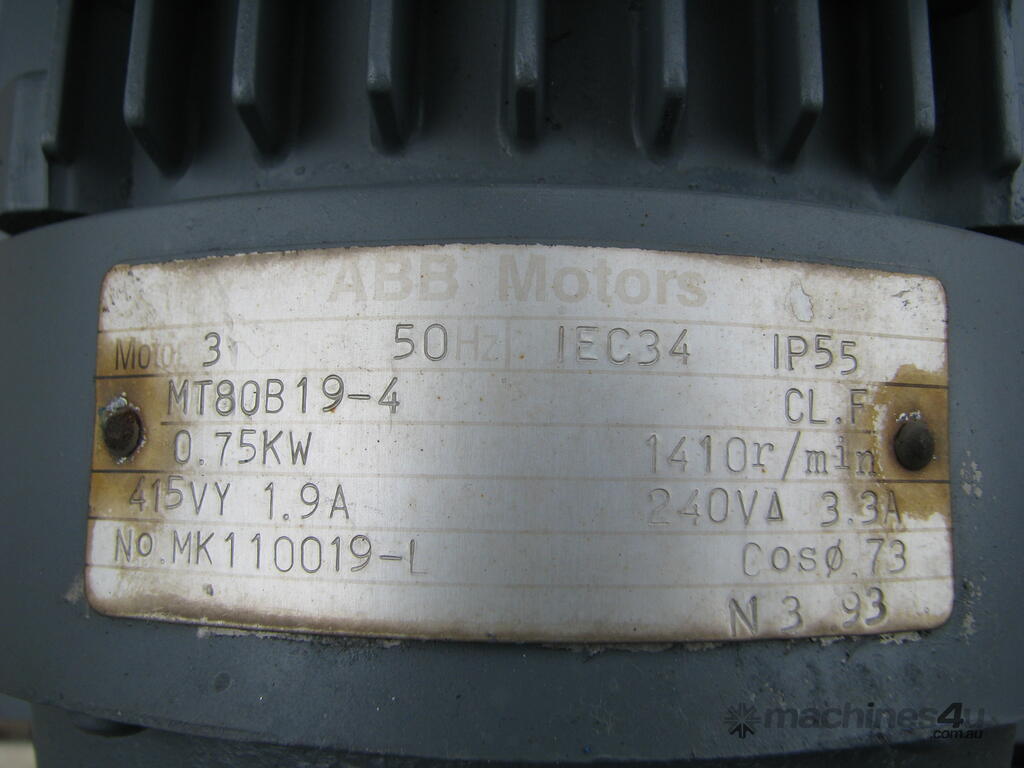 ABB Motors
Motor 3 50Hz IEC34 IP55
MT80B19-4 CL.F
0.75KW 1410r/min
415VY 1.9A 240VΔ 3.3A
No.MK110019-L Cosø.73
N 3 93
machines4u
.com.au